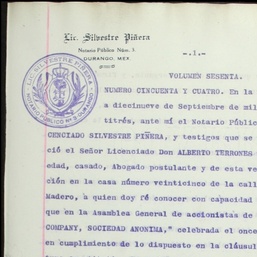 Lic. Silvestre Piñera
Notario Público Núm. 3.
DURANGO, MEX.
-.1.-
LIC. SILVESTRE PIÑERA
VOLUMEN SESENTA.
NUMERO CINCUENTA Y CUATRO. En la
a diecinueve de Septiembre de mil
titrés, ante mí el Notario Públic
CENCIADO SILVESTRE PIÑERA, y testigos que se
ció el Señor Licenciado Don ALBERTO TERRONES
edad, casado, Abogado postulante y de esta ve
ción en la casa número veinticinco de la call
Madero, a quien doy fé conocer con capacidad
que en la Asamblea General de accionistas de
COMPANY, SOCIEDAD ANONIMA," celebrada el once
en cumplimiento de lo dispuesto en la cláusul